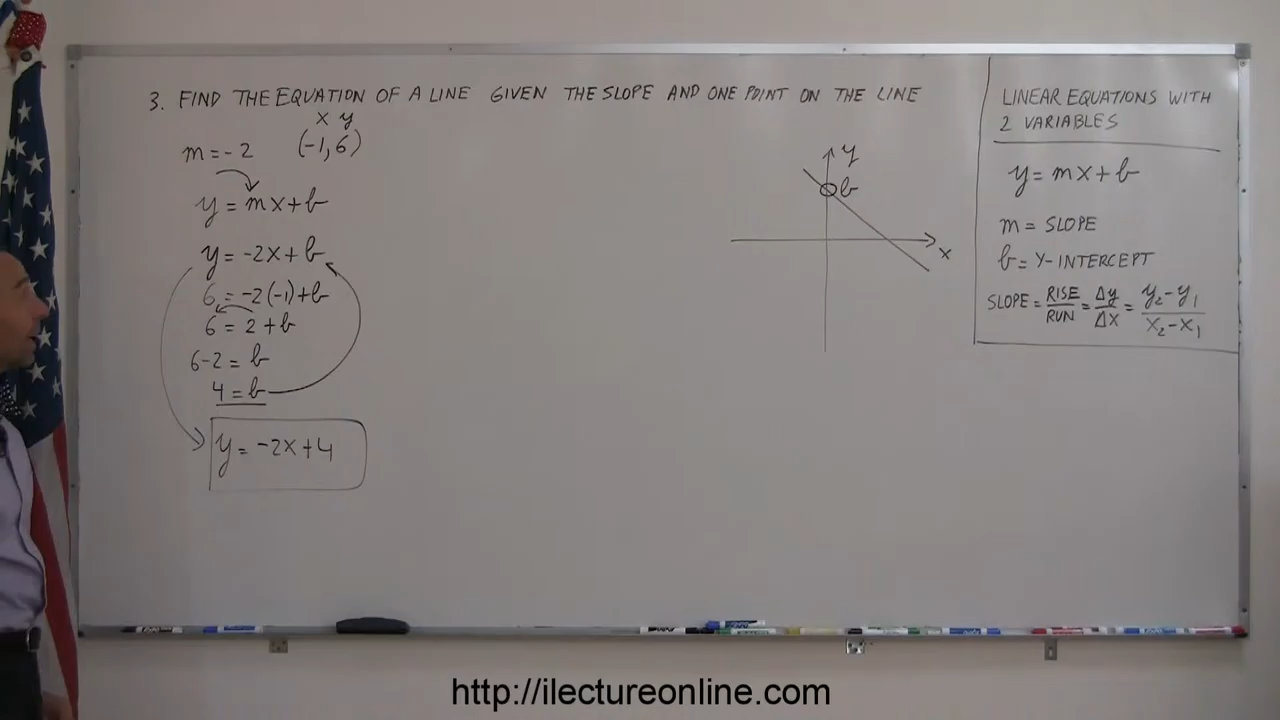 3. FIND THE EQUATION OF A LINE GIVEN THE SLOPE AND ONE POINT ON THE LINE
x y
m = -2 (-1, 6)
y = mx + b
y = -2x + b
6 = -2(-1) + b
6 = 2 + b
6-2 = b
4 = b
y = -2x + 4
y
b
x
LINEAR EQUATIONS WITH
2 VARIABLES
y = mx + b
m = SLOPE
b = Y-INTERCEPT
SLOPE = RISE/RUN = Δy/Δx = y₂-y₁/x₂-x₁
http://ilectureonline.com